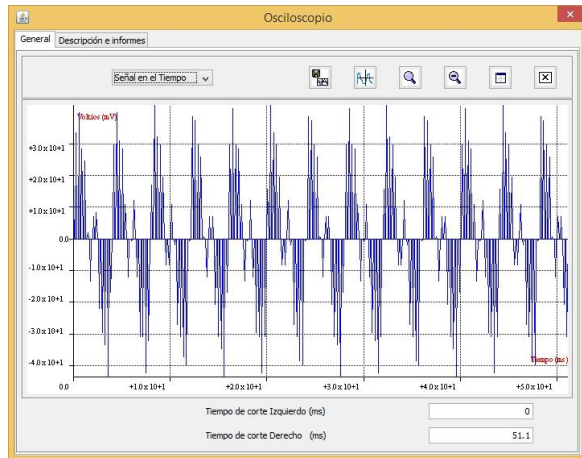 Osciloscopio
General Descripción e informes
Señal en el Tiempo
Voltios (mV)
+3.0 x 10+1
+2.0 x 10+1
+1.0 x 10+1
0.0
-1.0 x 10+1
-2.0 x 10+1
-3.0 x 10+1
-4.0 x 10+1
Tiempo (ms)
0.0 +1.0 x 10+1 +2.0 x 10+1 +3.0 x 10+1 +4.0 x 10+1 +5.0 x 10+1
Tiempo de corte Izquierdo (ms) 0
Tiempo de corte Derecho (ms) 51.1